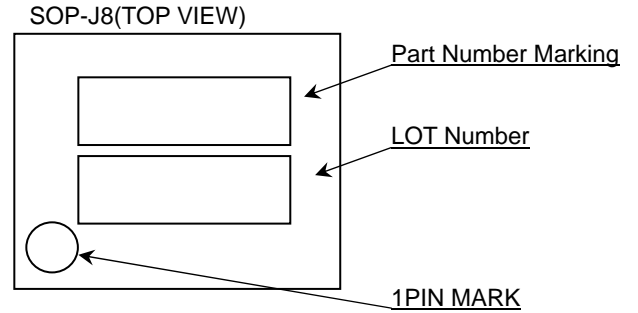 SOP-J8(TOP VIEW)
Part Number Marking
LOT Number
1PIN MARK